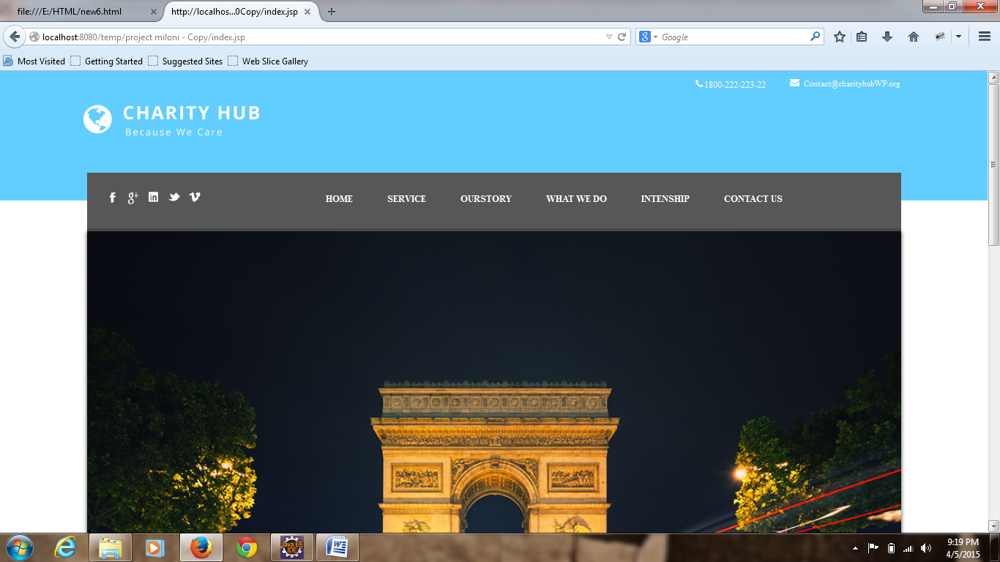 file:///E:/HTML/new6.html
http://localhos...0Copy/index.jsp
localhost:8080/temp/project miloni - Copy/index.jsp
Google
Most Visited
Getting Started
Suggested Sites
Web Slice Gallery
1800-222-223-22
Contact@charityhubWP.org
CHARITY HUB
Because We Care
HOME
SERVICE
OURSTORY
WHAT WE DO
INTENSHIP
CONTACT US
Java EE
IDE
9:19 PM
4/5/2015